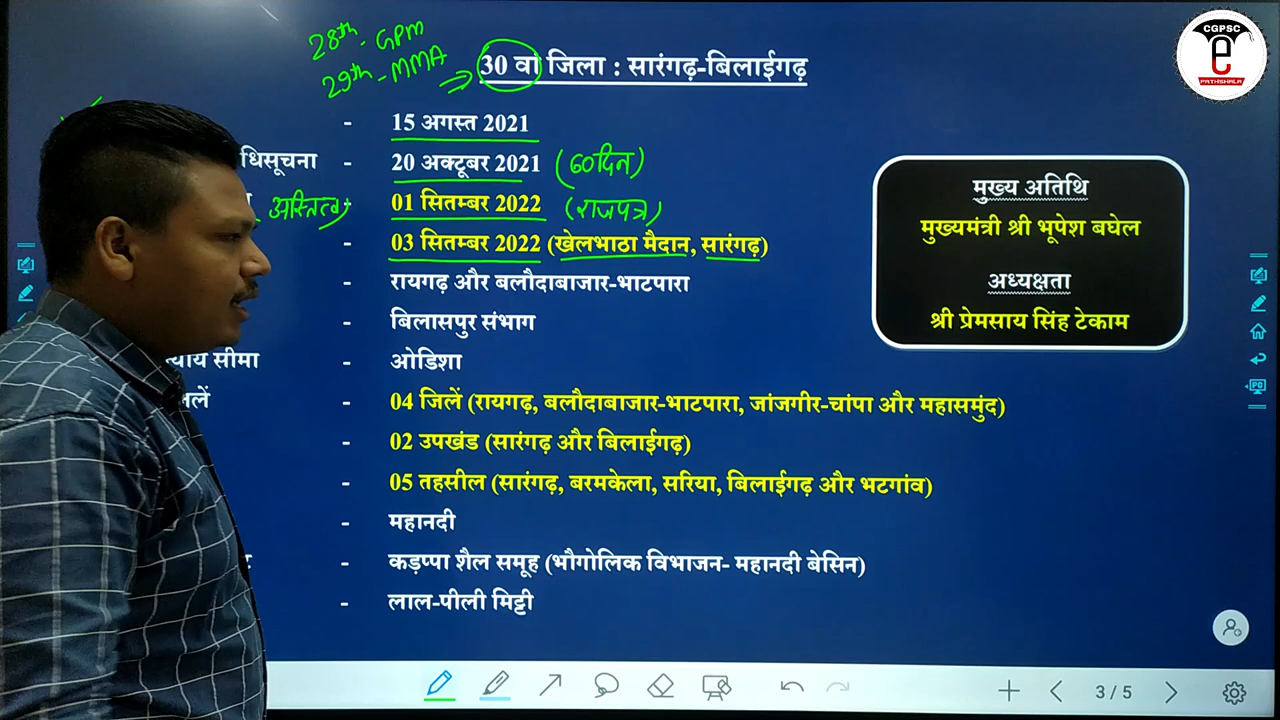 CGPSC
e
PATHSHALA
28th - GPM
29th - MMA
30 वां जिला : सारंगढ़-बिलाईगढ़
- 15 अगस्त 2021
धिसूचना - 20 अक्टूबर 2021 (60दिन)
अस्तित्व - 01 सितम्बर 2022 (राजपत्र)
- 03 सितम्बर 2022 (खेलभाठा मैदान, सारंगढ़)
- रायगढ़ और बलौदाबाजार-भाटपारा
- बिलासपुर संभाग
सीमा - ओडिशा
- 04 जिलें (रायगढ़, बलौदाबाजार-भाटपारा, जांजगीर-चांपा और महासमुंद)
- 02 उपखंड (सारंगढ़ और बिलाईगढ़)
- 05 तहसील (सारंगढ़, बरमकेला, सरिया, बिलाईगढ़ और भटगांव)
- महानदी
- कड़प्पा शैल समूह (भौगोलिक विभाजन- महानदी बेसिन)
- लाल-पीली मिट्टी
मुख्य अतिथि
मुख्यमंत्री श्री भूपेश बघेल
अध्यक्षता
श्री प्रेमसाय सिंह टेकाम
3 / 5